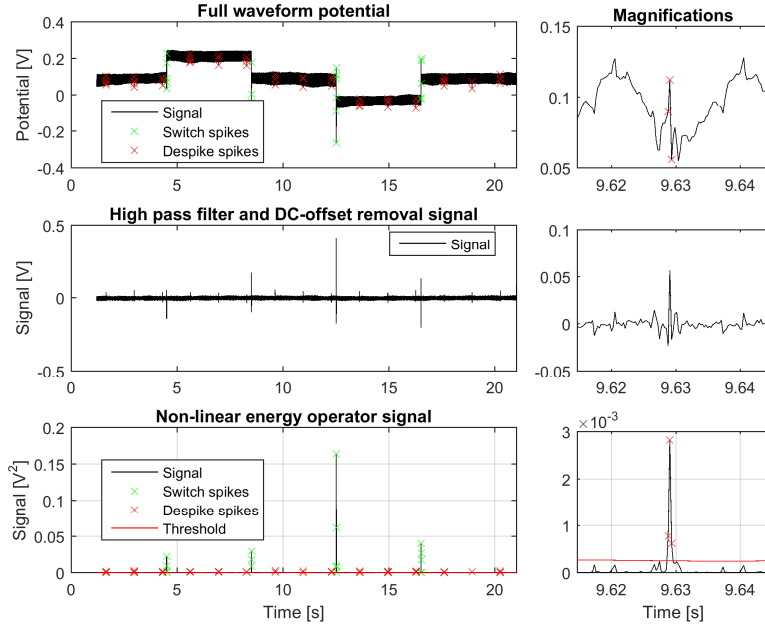 Full waveform potential
Magnifications
Potential [V]
0.4
0.2
0
-0.2
-0.4
Signal
Switch spikes
Despike spikes
0 5 10 15 20
0.15
0.1
0.05
9.62 9.63 9.64
High pass filter and DC-offset removal signal
Signal [V]
0.5
0
-0.5
Signal
0 5 10 15 20
0.1
0.05
0
-0.05
9.62 9.63 9.64
Non-linear energy operator signal
Signal [V²]
0.2
0.15
0.1
0.05
0
Signal
Switch spikes
Despike spikes
Threshold
0 5 10 15 20
Time [s]
×10⁻³
3
2
1
0
9.62 9.63 9.64
Time [s]